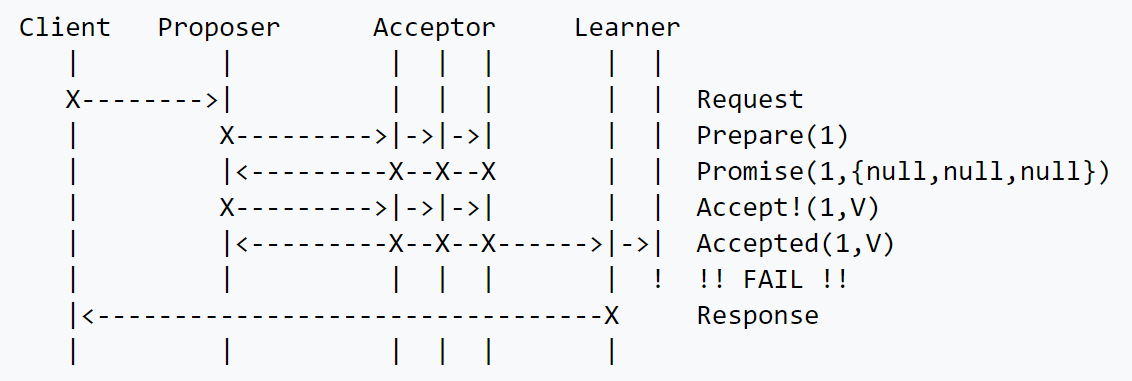 Client   Proposer      Acceptor     Learner
   |         |          |  |  |       |  |
   X-------->|          |  |  |       |  |  Request
   |         X--------->|->|->|       |  |  Prepare(1)
   |         |<---------X--X--X       |  |  Promise(1,{null,null,null})
   |         X--------->|->|->|       |  |  Accept!(1,V)
   |         |<---------X--X--X------>|->|  Accepted(1,V)
   |         |          |  |  |       |  !  !! FAIL !!
   |<---------------------------------X     Response
   |         |          |  |  |       |